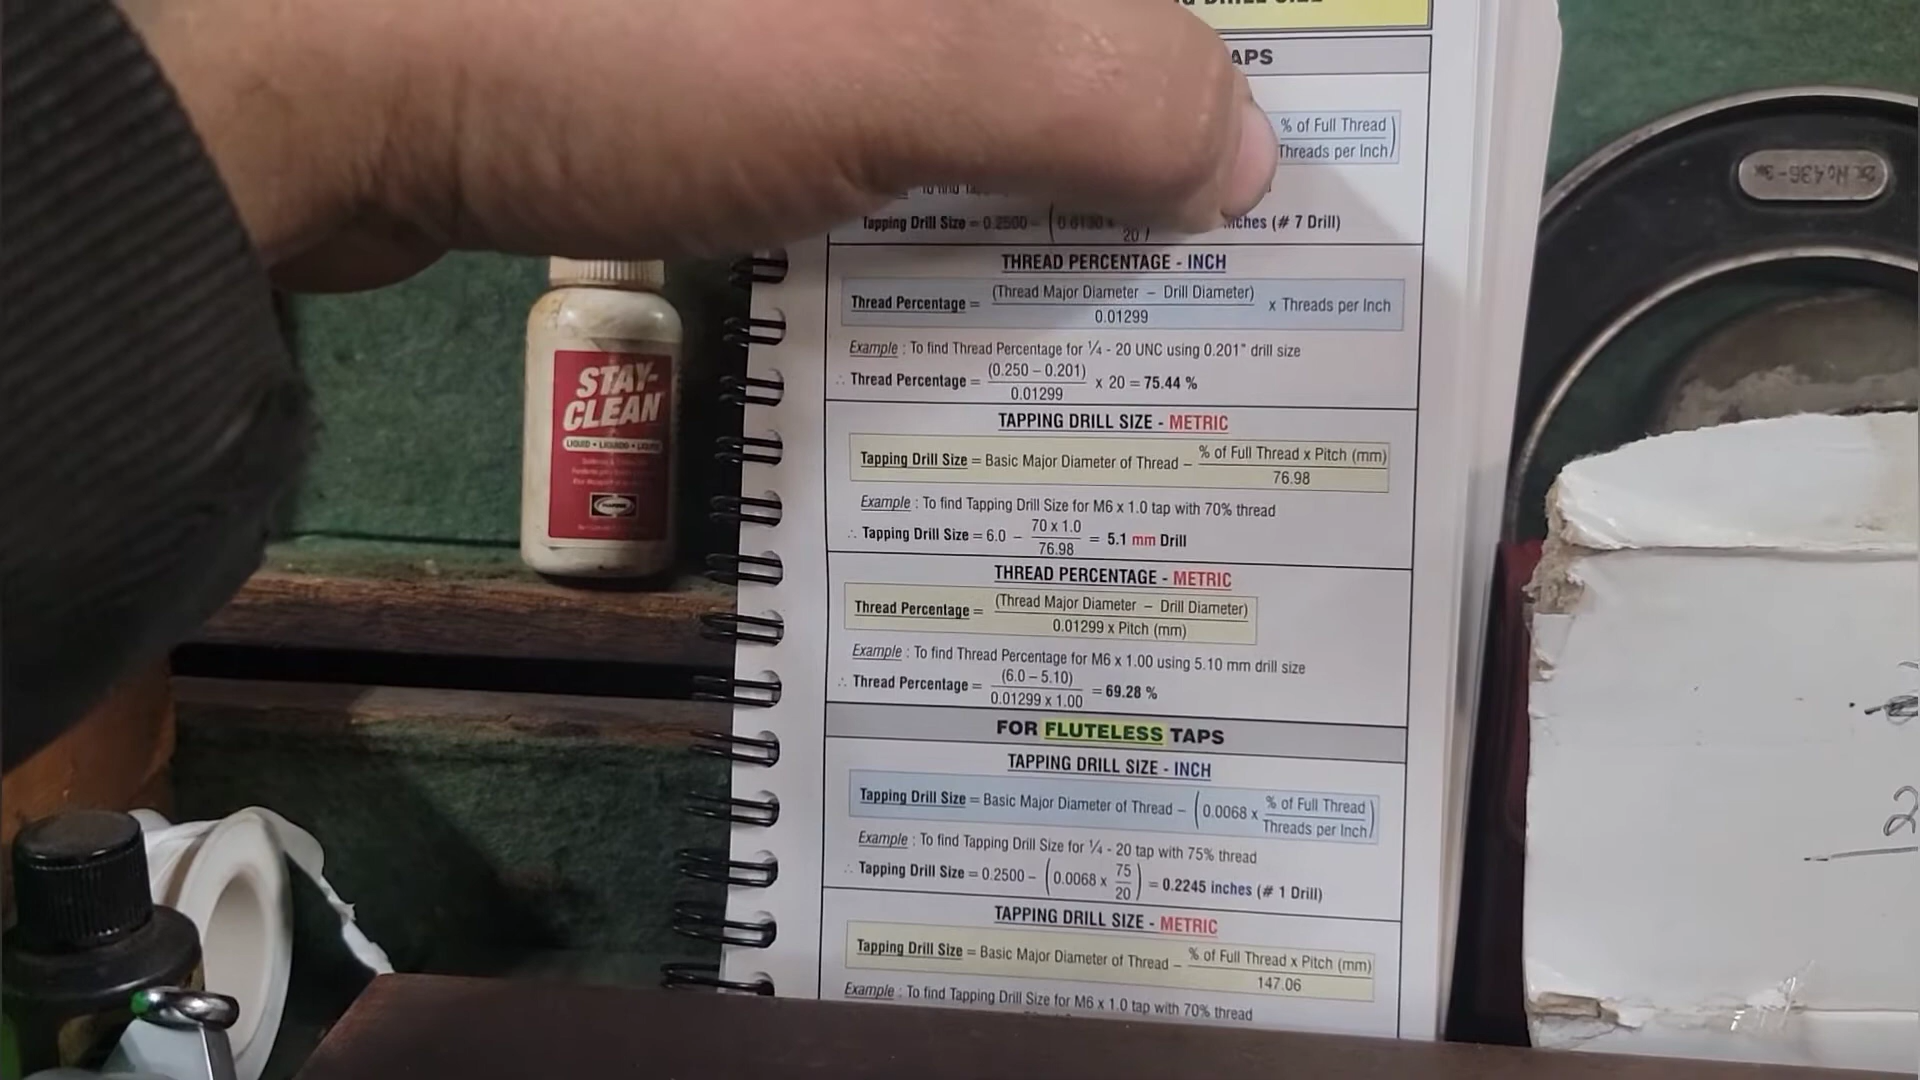 DRILL SIZE
APS
% of Full Thread
Threads per Inch
To find
Tapping Drill Size = 0.2500 - ( 0.0130 x
20 )
inches (# 7 Drill)
THREAD PERCENTAGE - INCH
Thread Percentage = (Thread Major Diameter – Drill Diameter) / 0.01299 x Threads per Inch
Example : To find Thread Percentage for ¼ - 20 UNC using 0.201" drill size
∴ Thread Percentage = (0.250 – 0.201) / 0.01299 x 20 = 75.44 %
TAPPING DRILL SIZE - METRIC
Tapping Drill Size = Basic Major Diameter of Thread – % of Full Thread x Pitch (mm) / 76.98
Example : To find Tapping Drill Size for M6 x 1.0 tap with 70% thread
∴ Tapping Drill Size = 6.0 – 70 x 1.0 / 76.98 = 5.1 mm Drill
THREAD PERCENTAGE - METRIC
Thread Percentage = (Thread Major Diameter – Drill Diameter) / 0.01299 x Pitch (mm)
Example : To find Thread Percentage for M6 x 1.00 using 5.10 mm drill size
∴ Thread Percentage = (6.0 – 5.10) / 0.01299 x 1.00 = 69.28 %
FOR FLUTELESS TAPS
TAPPING DRILL SIZE - INCH
Tapping Drill Size = Basic Major Diameter of Thread – ( 0.0068 x % of Full Thread / Threads per Inch )
Example : To find Tapping Drill Size for ¼ - 20 tap with 75% thread
∴ Tapping Drill Size = 0.2500 – ( 0.0068 x 75 / 20 ) = 0.2245 inches (# 1 Drill)
TAPPING DRILL SIZE - METRIC
Tapping Drill Size = Basic Major Diameter of Thread – % of Full Thread x Pitch (mm) / 147.06
Example : To find Tapping Drill Size for M6 x 1.0 tap with 70% thread
STAY-
CLEAN
LIQUID • LIQUIDO •
No 436-3
2